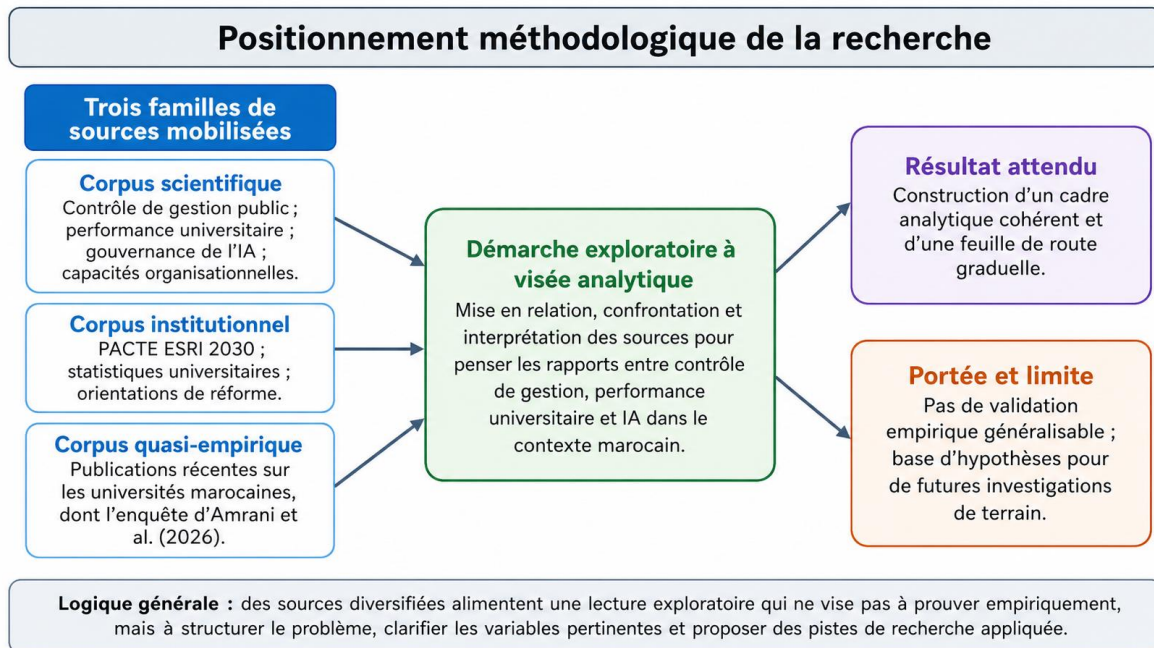 Positionnement méthodologique de la recherche
Trois familles de
sources mobilisées
Corpus scientifique
Contrôle de gestion public ;
performance universitaire ;
gouvernance de l’IA ;
capacités organisationnelles.
Corpus institutionnel
PACTE ESRI 2030 ;
statistiques universitaires ;
orientations de réforme.
Corpus quasi-empirique
Publications récentes sur
les universités marocaines,
dont l’enquête d’Amrani et
al. (2026).
Démarche exploratoire à
visée analytique
Mise en relation, confrontation et
interprétation des sources pour
penser les rapports entre contrôle
de gestion, performance
universitaire et IA dans le
contexte marocain.
Résultat attendu
Construction d’un cadre
analytique cohérent et
d’une feuille de route
graduelle.
Portée et limite
Pas de validation
empirique généralisable ;
base d’hypothèses pour
de futures investigations
de terrain.
Logique générale : des sources diversifiées alimentent une lecture exploratoire qui ne vise pas à prouver empiriquement,
mais à structurer le problème, clarifier les variables pertinentes et proposer des pistes de recherche appliquée.